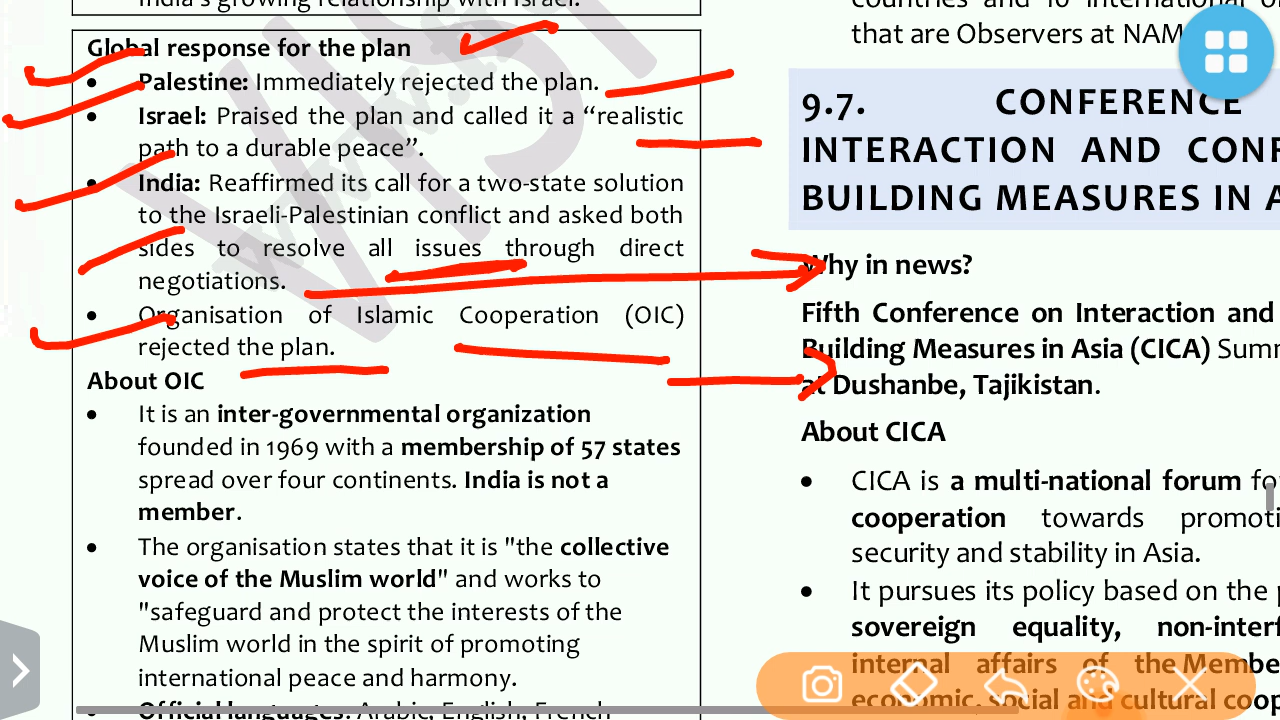 India's growing relationship with Israel.
Global response for the plan
• Palestine: Immediately rejected the plan.
• Israel: Praised the plan and called it a “realistic
path to a durable peace”.
• India: Reaffirmed its call for a two-state solution
to the Israeli-Palestinian conflict and asked both
sides to resolve all issues through direct
negotiations.
• Organisation of Islamic Cooperation (OIC)
rejected the plan.
About OIC
• It is an inter-governmental organization
founded in 1969 with a membership of 57 states
spread over four continents. India is not a
member.
• The organisation states that it is "the collective
voice of the Muslim world" and works to
"safeguard and protect the interests of the
Muslim world in the spirit of promoting
international peace and harmony.
• Official languages: Arabic, English, French
countries and 10 international
that are Observers at NAM
9.7. CONFERENCE
INTERACTION AND
BUILDING MEASURES IN
Why in news?
Fifth Conference on Interaction and
Building Measures in Asia (CICA)
at Dushanbe, Tajikistan.
About CICA
• CICA is a multi-national forum
cooperation towards
security and stability in Asia.
• It pursues its policy based on the
sovereign equality,
internal affairs of the
economic, social and cultural